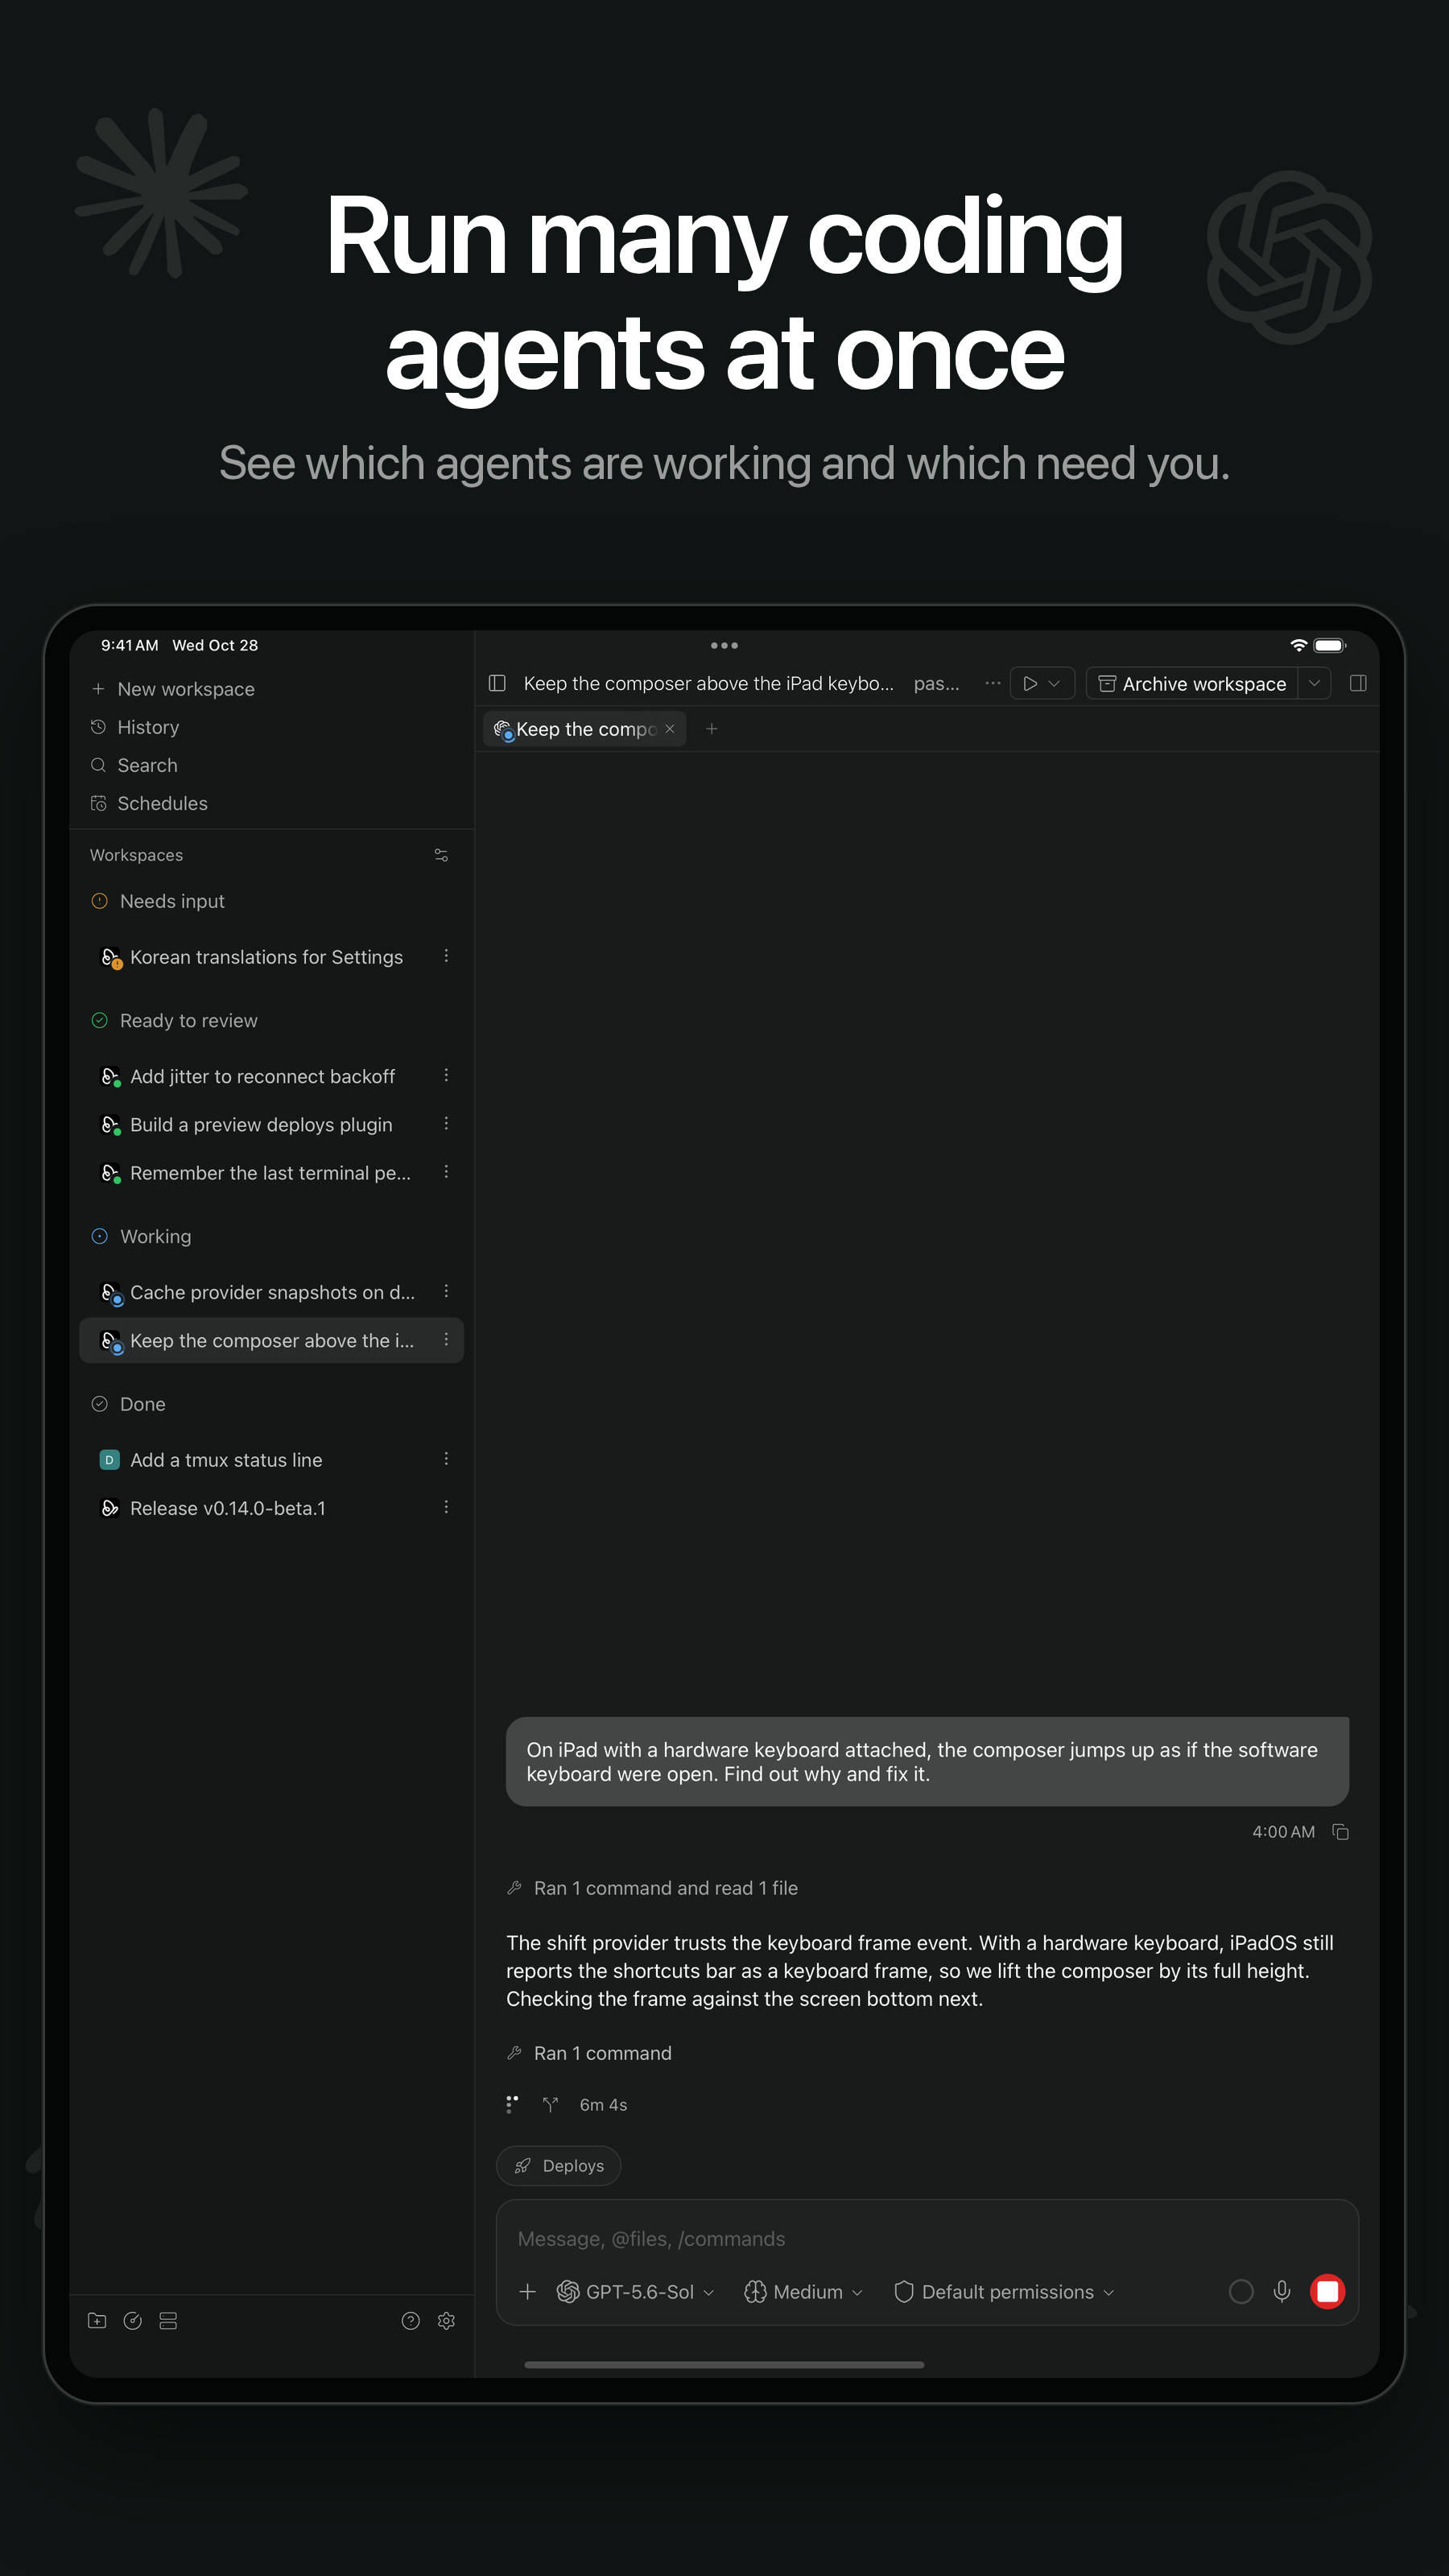 Run many coding
agents at once
See which agents are working and which need you.
9:41 AM Wed Oct 28
New workspace
History
Search
Schedules
Workspaces
Needs input
Korean translations for Settings
Ready to review
Add jitter to reconnect backoff
Build a preview deploys plugin
Remember the last terminal pe...
Working
Cache provider snapshots on d...
Keep the composer above the i...
Done
D Add a tmux status line
Release v0.14.0-beta.1
Keep the composer above the iPad keybo... pas...
Archive workspace
Keep the compo
On iPad with a hardware keyboard attached, the composer jumps up as if the software
keyboard were open. Find out why and fix it.
4:00 AM
Ran 1 command and read 1 file
The shift provider trusts the keyboard frame event. With a hardware keyboard, iPadOS still
reports the shortcuts bar as a keyboard frame, so we lift the composer by its full height.
Checking the frame against the screen bottom next.
Ran 1 command
6m 4s
Deploys
Message, @files, /commands
GPT-5.6-Sol Medium Default permissions